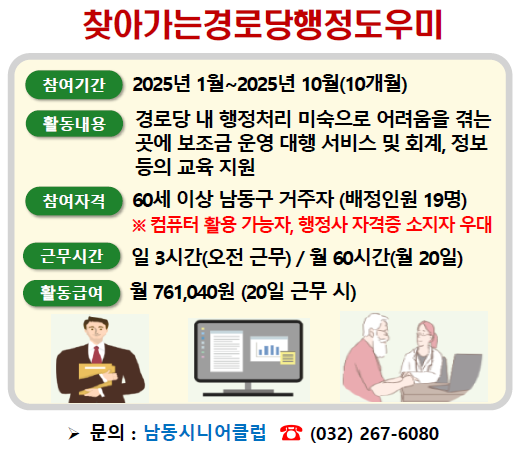 찾아가는경로당행정도우미
참여기간 2025년 1월~2025년 10월(10개월)
활동내용 경로당 내 행정처리 미숙으로 어려움을 겪는
곳에 보조금 운영 대행 서비스 및 회계, 정보
등의 교육 지원
참여자격 60세 이상 남동구 거주자 (배정인원 19명)
※ 컴퓨터 활용 가능자, 행정사 자격증 소지자 우대
근무시간 일 3시간(오전 근무) / 월 60시간(월 20일)
활동급여 월 761,040원 (20일 근무 시)
➢ 문의 : 남동시니어클럽 ☎ (032) 267-6080